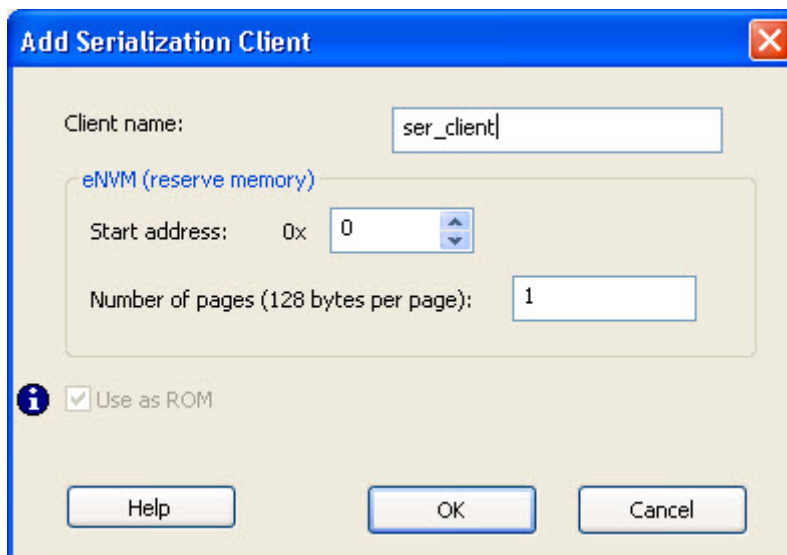 Add Serialization Client
Client name: ser_client
eNVM (reserve memory)
Start address: 0x 0
Number of pages (128 bytes per page): 1
Use as ROM
Help OK Cancel